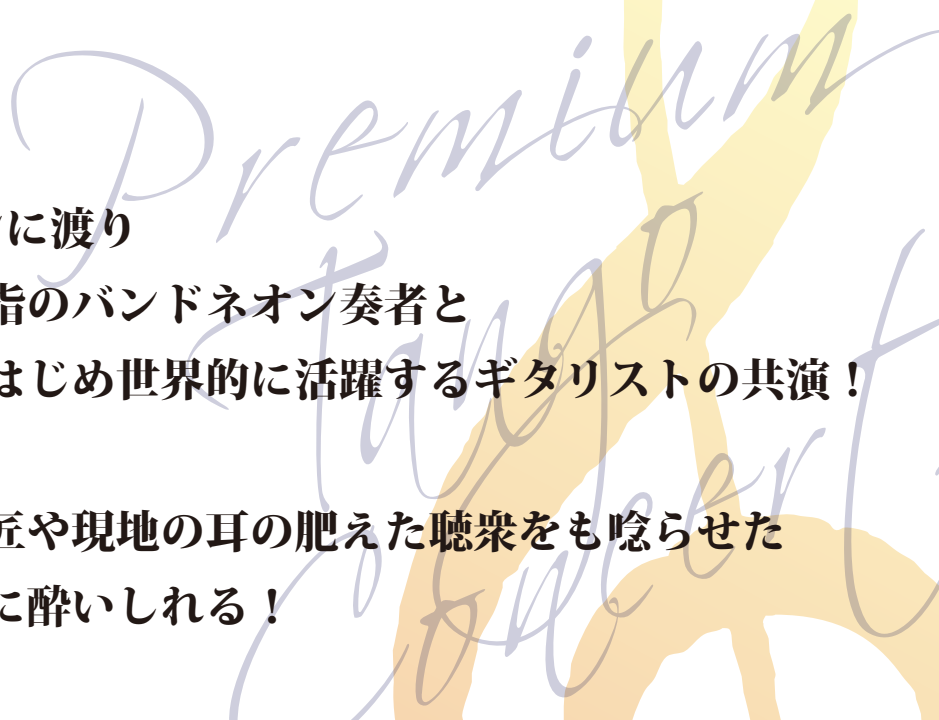 Premium
tango
concert
に渡り
指のバンドネオン奏者と
はじめ世界的に活躍するギタリストの共演！
匠や現地の耳の肥えた聴衆をも唸らせた
に酔いしれる！